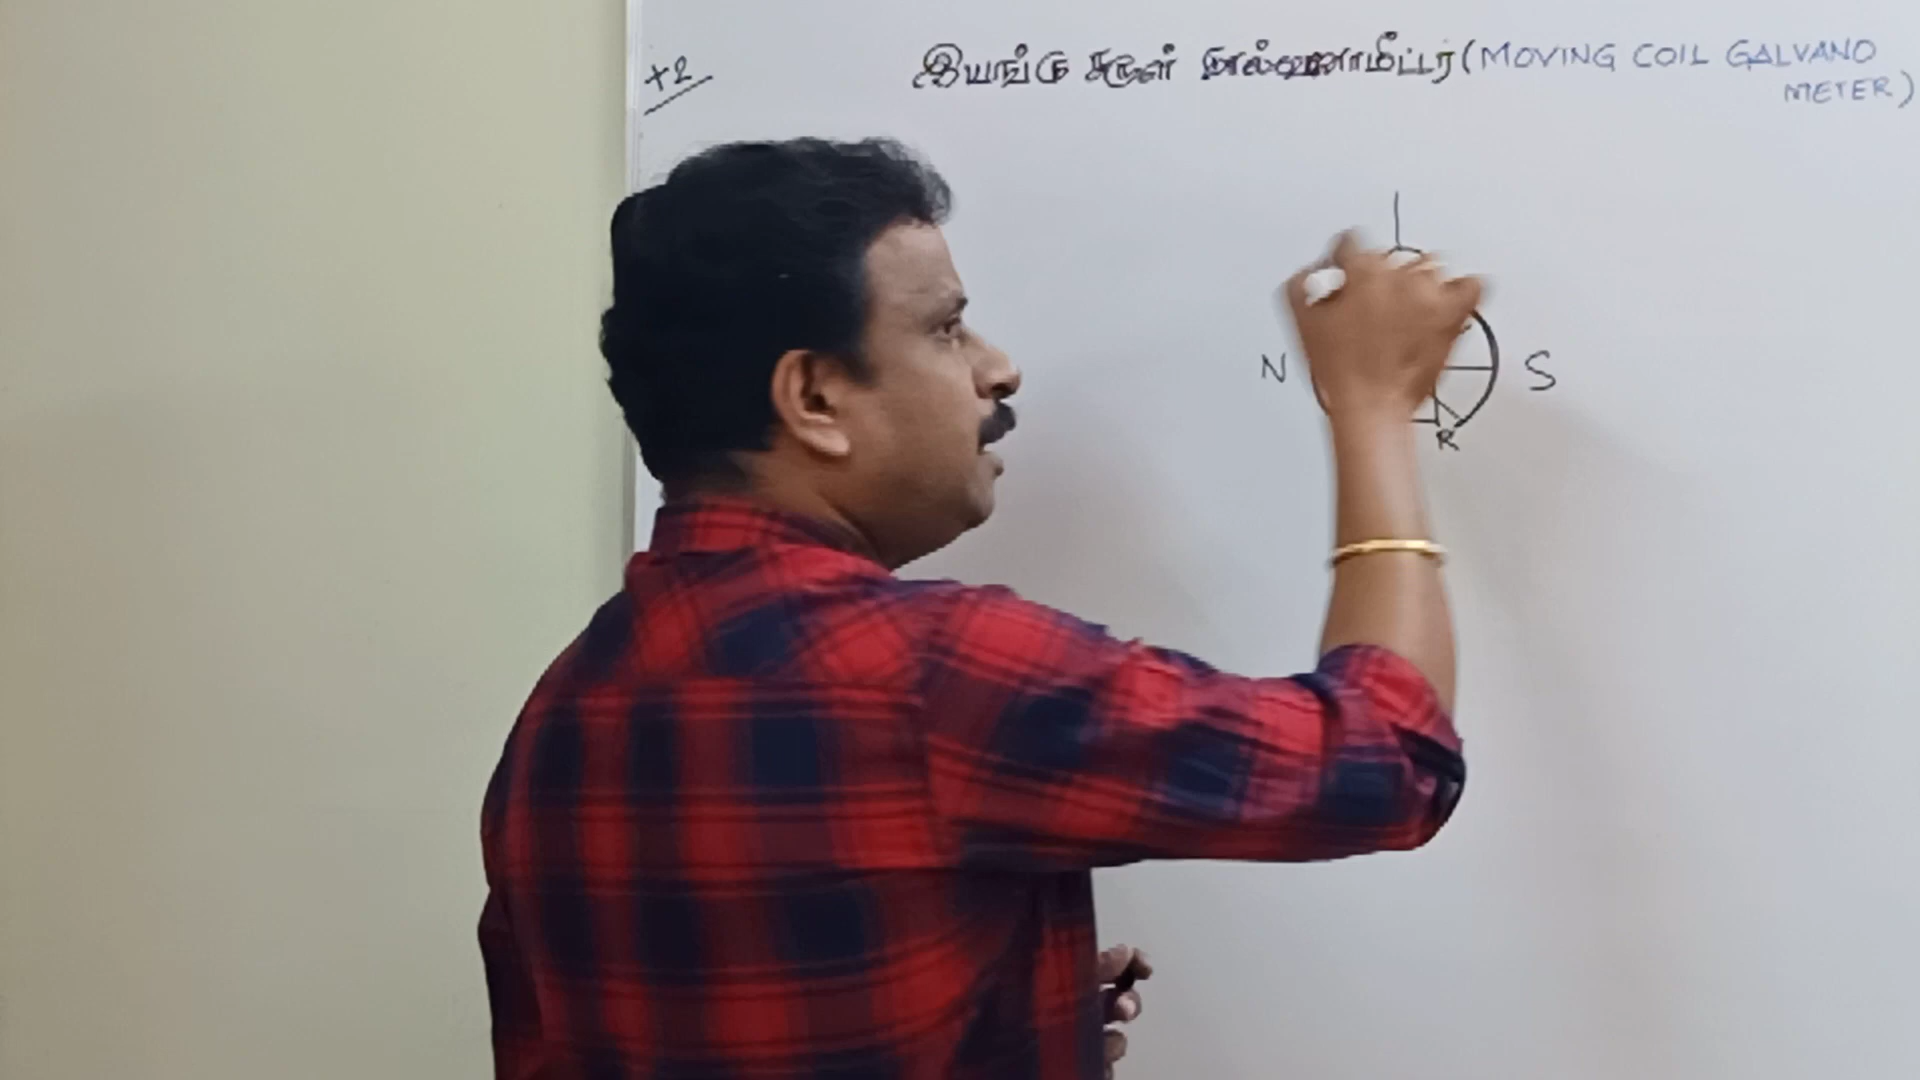 +2
இயங்கு சுருள் கால்வனாமீட்டர் (MOVING COIL GALVANO
METER)
N
S
R